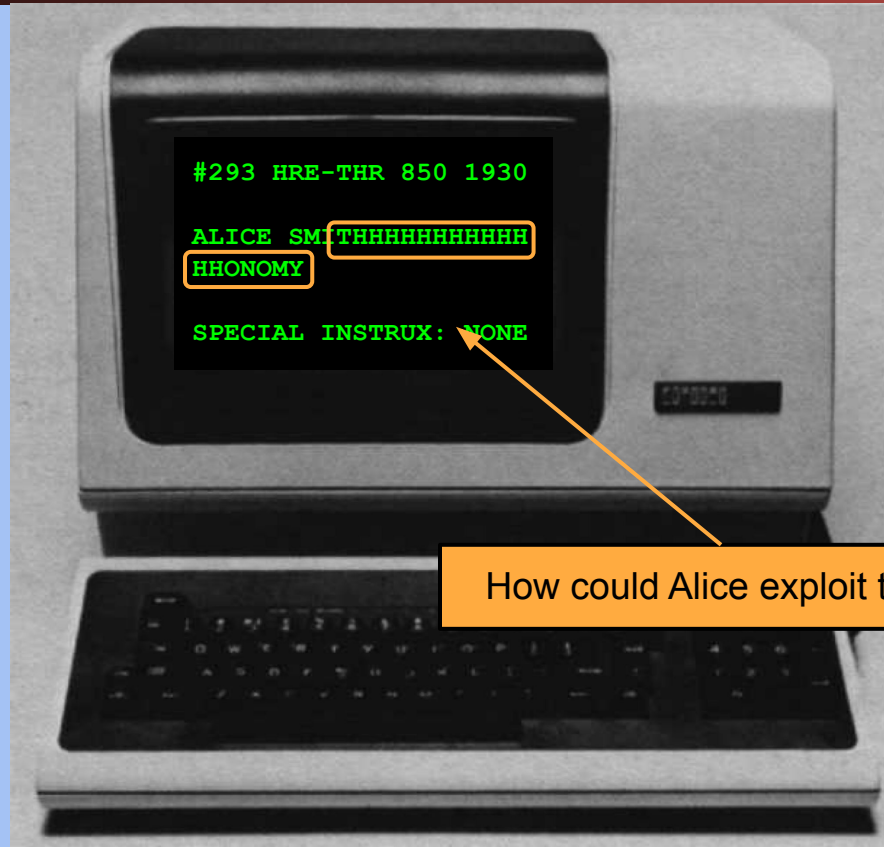 #293 HRE-THR 850 1930
ALICE SMITHHHHHHHHHHH
HHONOMY
SPECIAL INSTRUX: NONE
How could Alice exploit